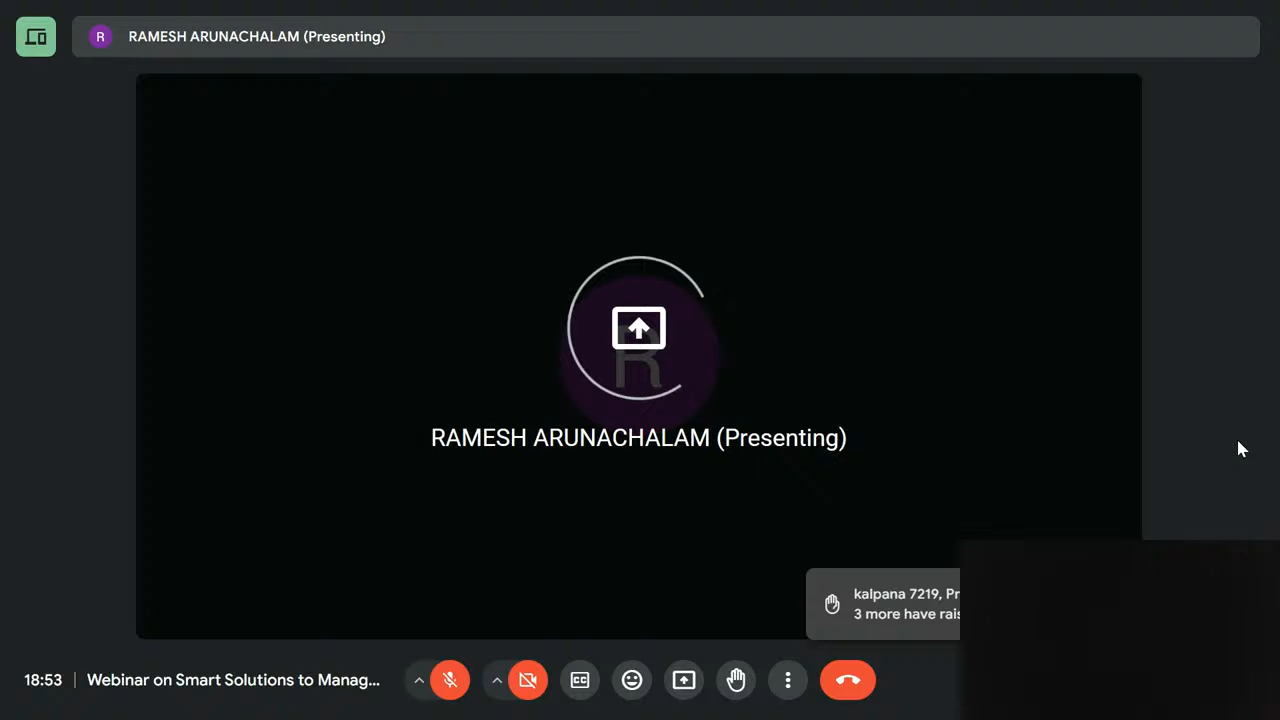 R
RAMESH ARUNACHALAM (Presenting)
R
RAMESH ARUNACHALAM (Presenting)
kalpana 7219,
3 more have
18:53
Webinar on Smart Solutions to Manag...
CC